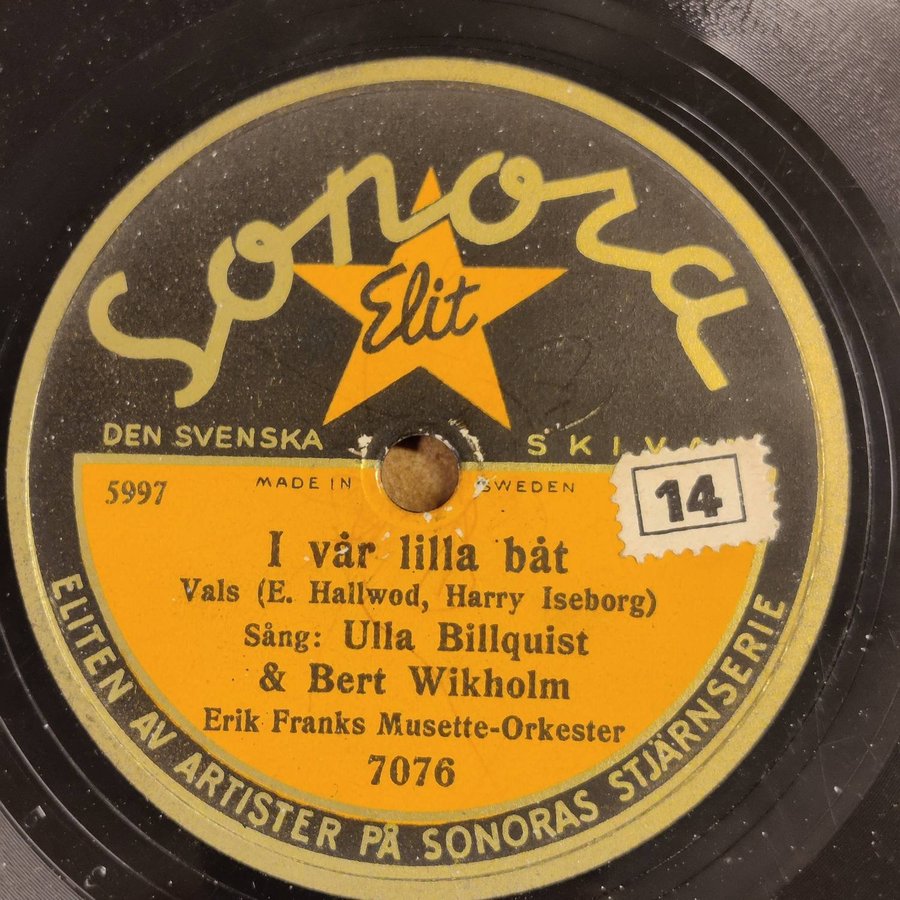 Sonora
Elit
DEN SVENSKA SKIVA
MADE IN SWEDEN
5997
14
I vår lilla båt
Vals (E. Hallwod, Harry Iseborg)
Sång: Ulla Billquist
& Bert Wikholm
Erik Franks Musette-Orkester
7076
ELITEN AV ARTISTER PÅ SONORAS STJÄRNSERIE